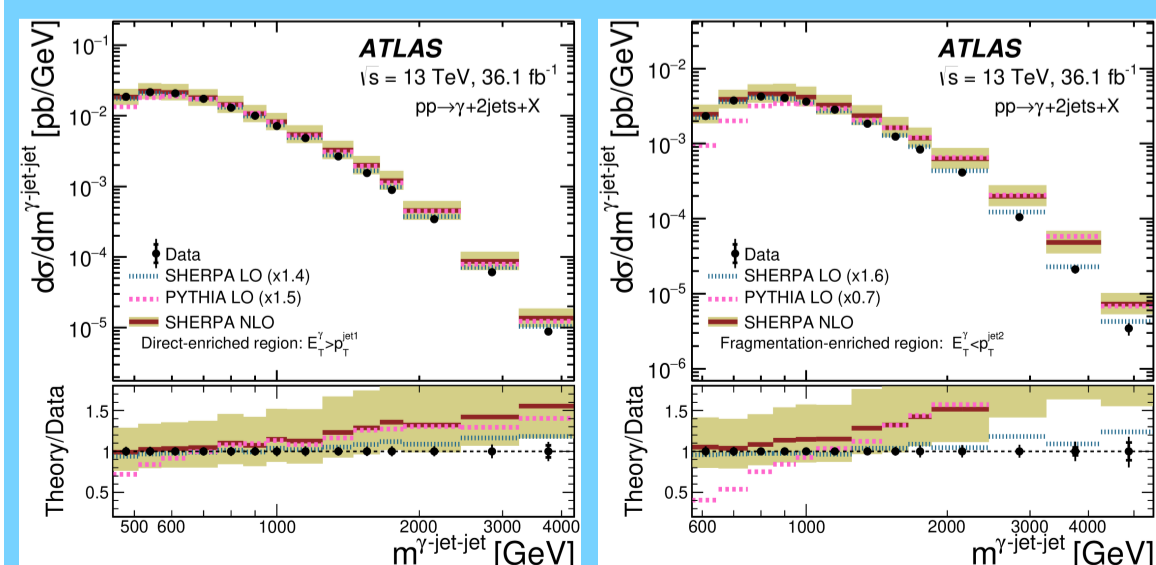 ATLAS
√s = 13 TeV, 36.1 fb⁻¹
pp→γ+2jets+X
dσ/dm^γ-jet-jet [pb/GeV]
10⁻¹
10⁻²
10⁻³
10⁻⁴
10⁻⁵
Data
SHERPA LO (x1.4)
PYTHIA LO (x1.5)
SHERPA NLO
Direct-enriched region: E_T^γ>p_T^jet1
Theory/Data
1.5
1
0.5
500 600 1000 2000 3000 4000
m^γ-jet-jet [GeV]
ATLAS
√s = 13 TeV, 36.1 fb⁻¹
pp→γ+2jets+X
dσ/dm^γ-jet-jet [pb/GeV]
10⁻²
10⁻³
10⁻⁴
10⁻⁵
10⁻⁶
Data
SHERPA LO (x1.6)
PYTHIA LO (x0.7)
SHERPA NLO
Fragmentation-enriched region: E_T^γ<p_T^jet2
Theory/Data
1.5
1
0.5
600 1000 2000 3000 4000
m^γ-jet-jet [GeV]